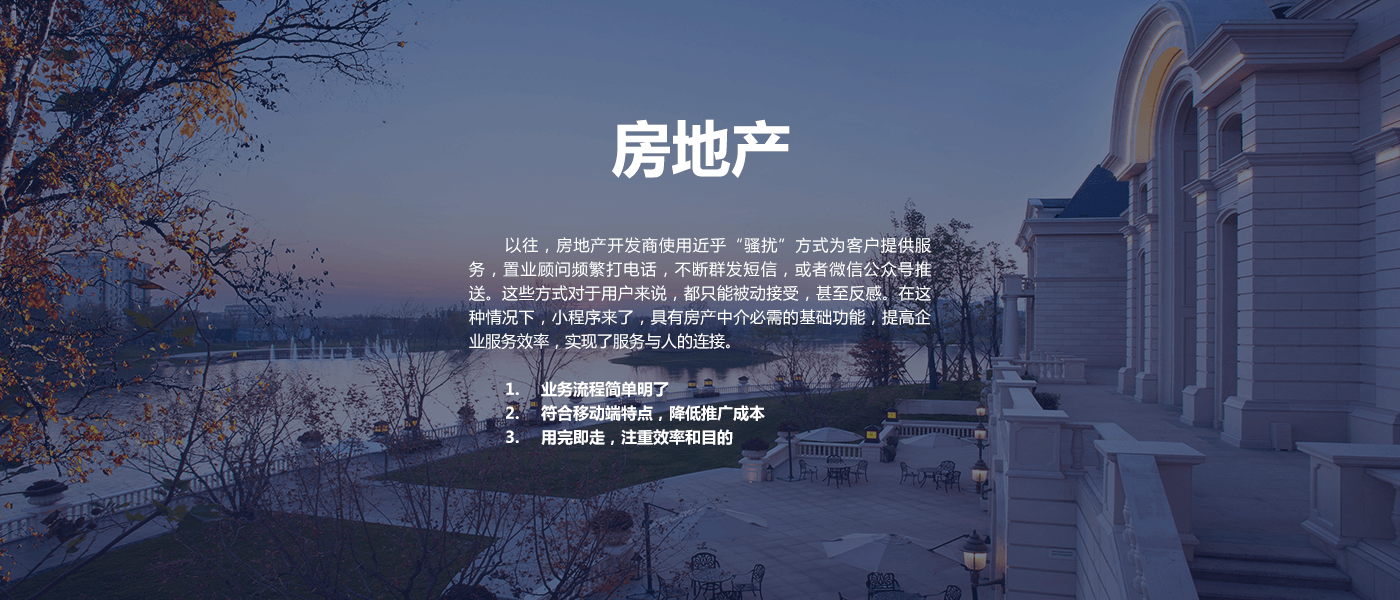 房地产
以往，房地产开发商使用近乎“骚扰”方式为客户提供服
务，置业顾问频繁打电话，不断群发短信，或者微信公众号推
送。这些方式对于用户来说，都只能被动接受，甚至反感。在这
种情况下，小程序来了，具有房产中介必需的基础功能，提高企
业服务效率，实现了服务与人的连接。
1. 业务流程简单明了
2. 符合移动端特点，降低推广成本
3. 用完即走，注重效率和目的